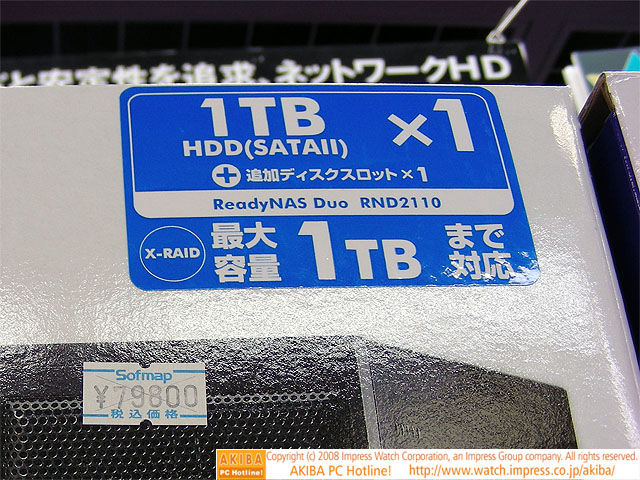 と安定性を追求、ネットワークHD
1TB ×1
HDD(SATAII)
+追加ディスクスロット×1
ReadyNAS Duo RND2110
X-RAID 最大容量 1TB まで対応
Sofmap
¥79800
税込価格
AKIBA PC Hotline!
Copyright (c) 2008 Impress Watch Corporation, an Impress Group company. All rights reserved.
AKIBA PC Hotline! http://www.watch.impress.co.jp/akiba/